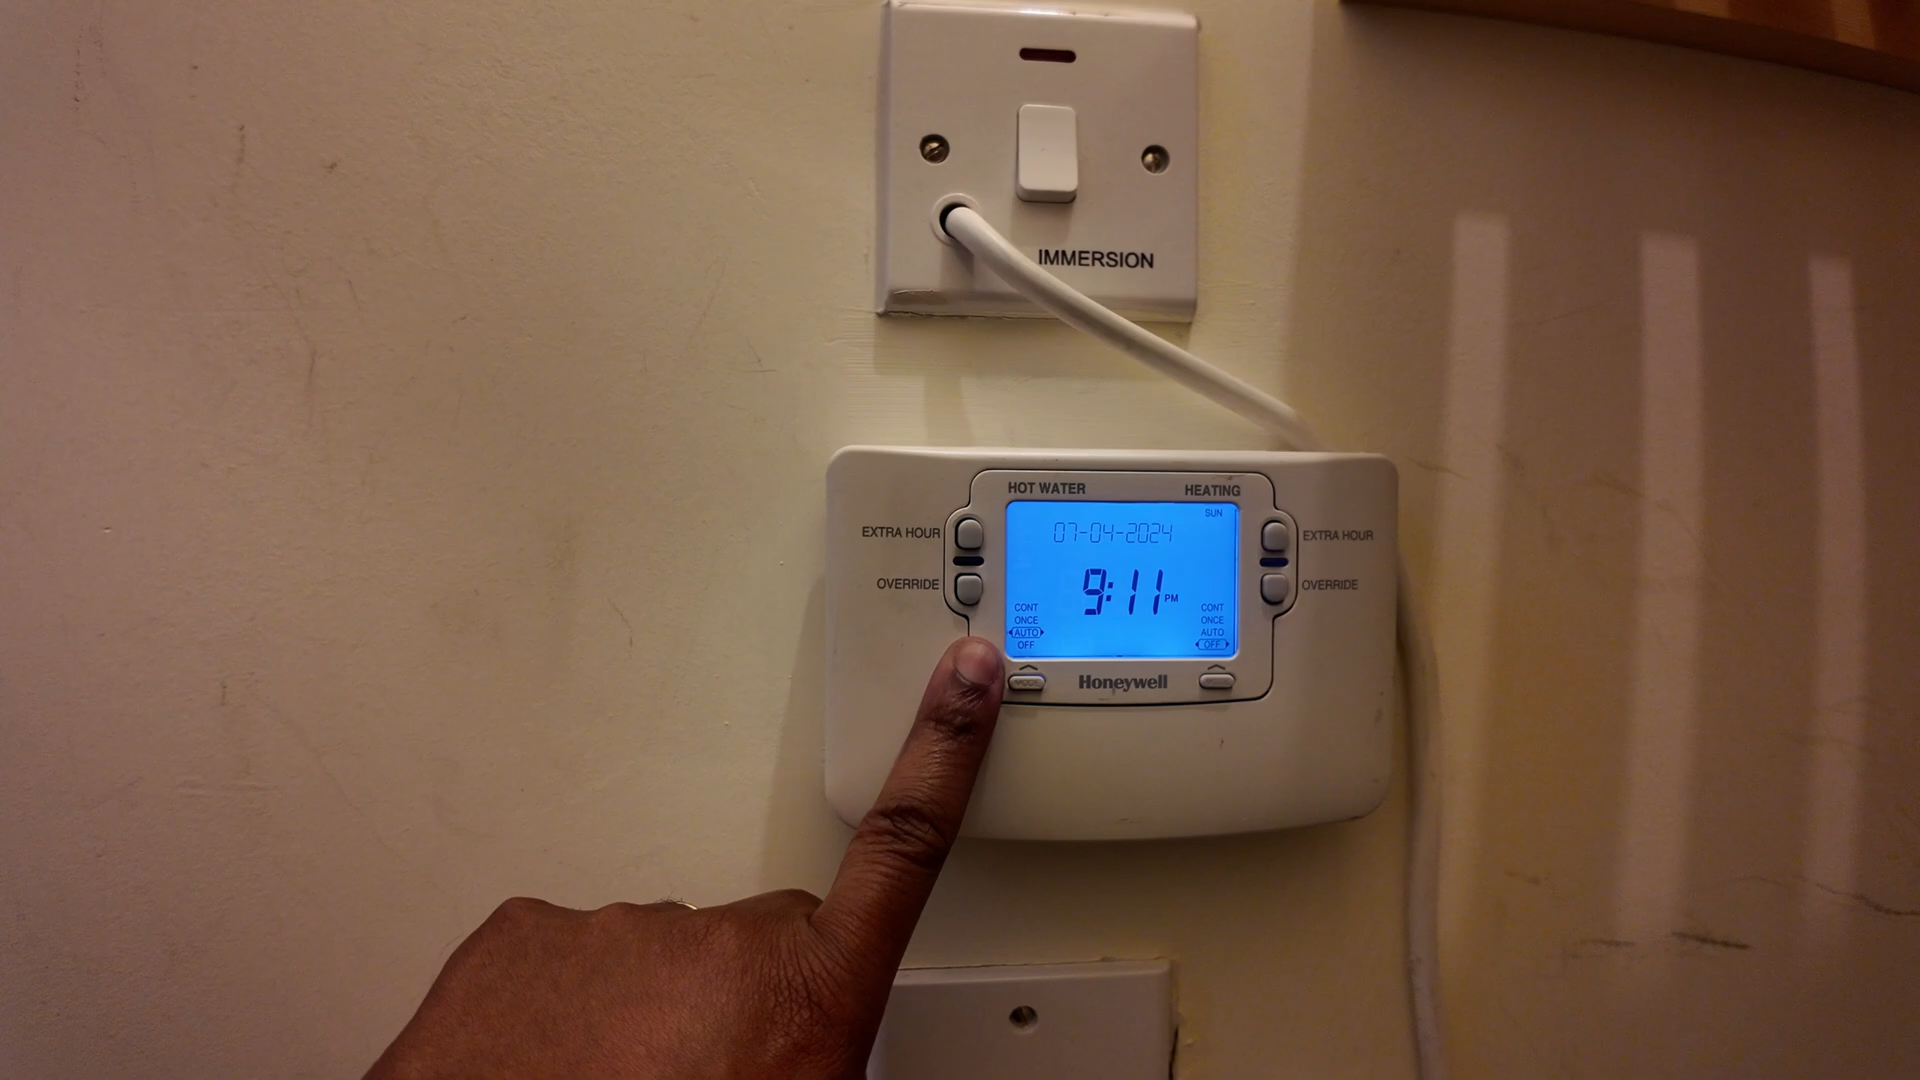 IMMERSION
HOT WATER HEATING
SUN
EXTRA HOUR 07-04-2024 EXTRA HOUR
OVERRIDE 9:11 PM OVERRIDE
CONT CONT
ONCE ONCE
AUTO AUTO
OFF OFF
MODE Honeywell